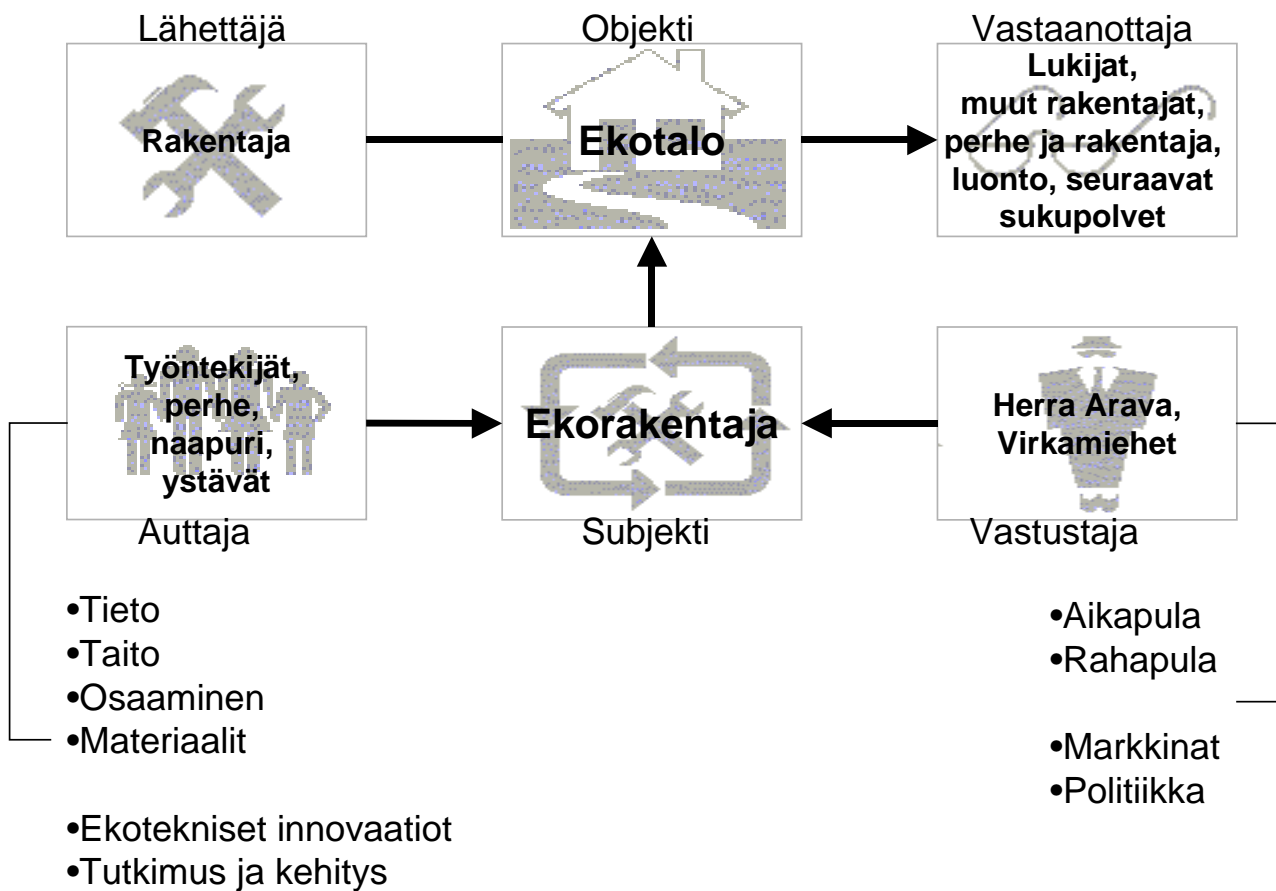 Lähettäjä
Objekti
Vastaanottaja
Rakentaja
Ekotalo
Lukijat,
muut rakentajat,
perhe ja rakentaja,
luonto, seuraavat
sukupolvet
Työntekijät,
perhe,
naapuri,
ystävät
Ekorakentaja
Herra Arava,
Virkamiehet
Auttaja
Subjekti
Vastustaja
•Tieto
•Taito
•Osaaminen
•Materiaalit
•Ekotekniset innovaatiot
•Tutkimus ja kehitys
•Aikapula
•Rahapula
•Markkinat
•Politiikka